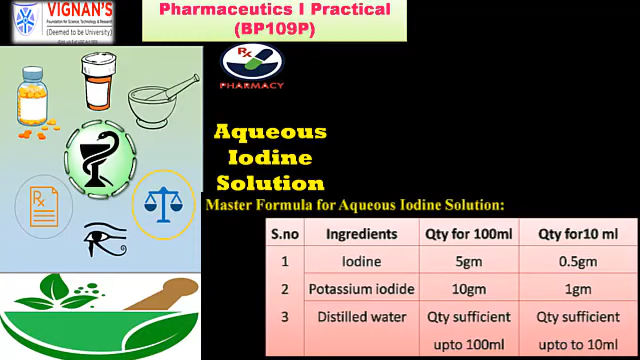 VIGNAN'S
Foundation for Science, Technology & Research
(Deemed to be University)
Pharmaceutics I Practical
(BP109P)
Rx
PHARMACY
Aqueous
Iodine
Solution
Rx
Master Formula for Aqueous Iodine Solution:
S.no Ingredients Qty for 100ml Qty for10 ml
1 Iodine 5gm 0.5gm
2 Potassium iodide 10gm 1gm
3 Distilled water Qty sufficient Qty sufficient
upto 100ml upto to 10ml